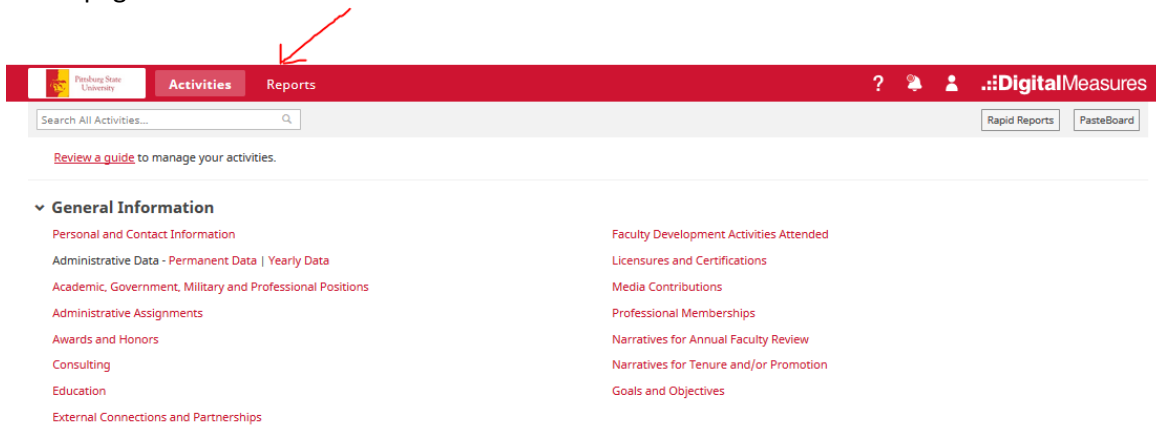 Pittsburg State
University
Activities
Reports
?
.::DigitalMeasures
Search All Activities...
Rapid Reports
PasteBoard
Review a guide to manage your activities.
General Information
Personal and Contact Information
Administrative Data - Permanent Data | Yearly Data
Academic, Government, Military and Professional Positions
Administrative Assignments
Awards and Honors
Consulting
Education
External Connections and Partnerships
Faculty Development Activities Attended
Licensures and Certifications
Media Contributions
Professional Memberships
Narratives for Annual Faculty Review
Narratives for Tenure and/or Promotion
Goals and Objectives